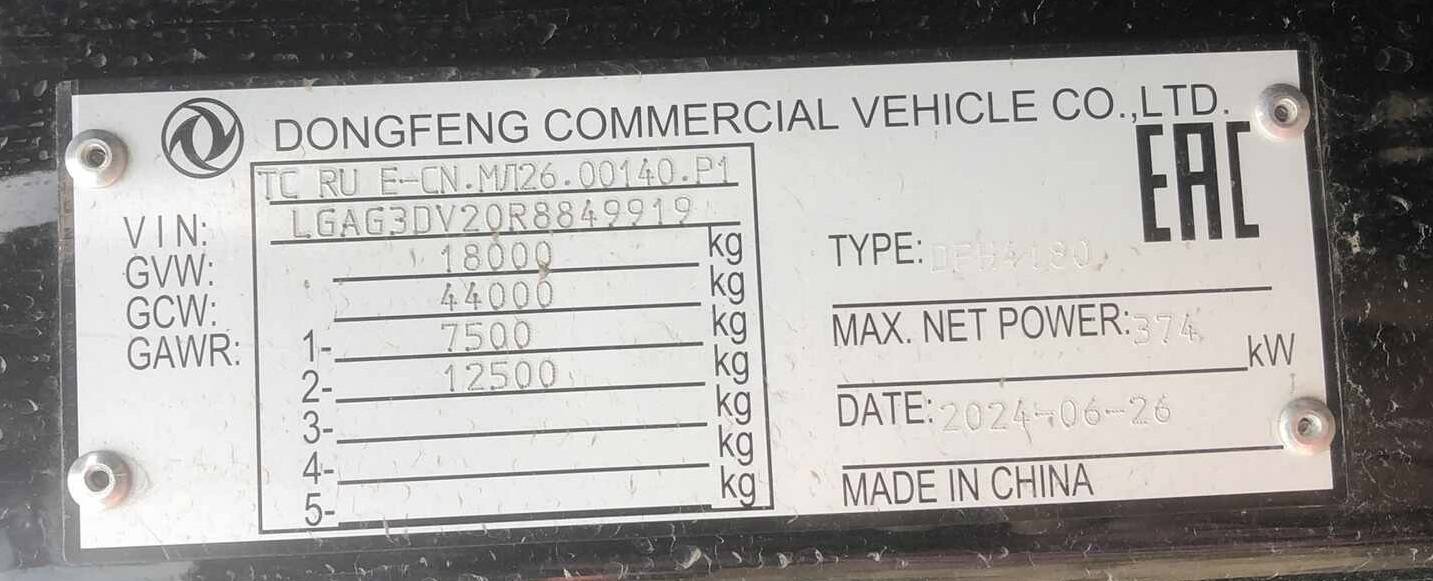 DONGFENG COMMERCIAL VEHICLE CO.,LTD.
EAC
TC RU E-CN.МЛ26.00140.P1
VIN: LGAG3DV20R8849919
GVW: 18000 kg
GCW: 44000 kg
GAWR: 1- 7500 kg
2- 12500 kg
3- kg
4- kg
5- kg
TYPE: DFH4180
MAX. NET POWER: 374 kW
DATE: 2024-06-26
MADE IN CHINA